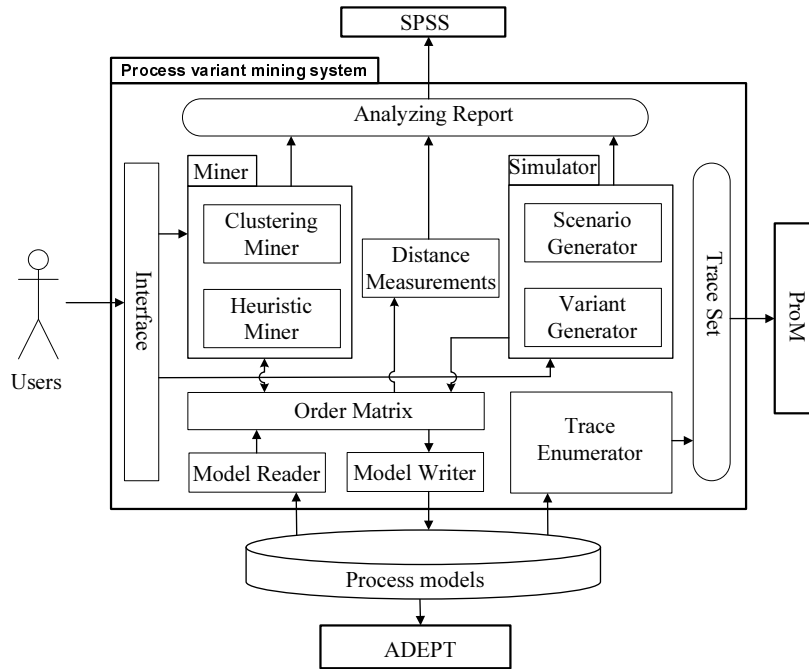 SPSS
Process variant mining system
Analyzing Report
Miner
Simulator
Clustering
Miner
Scenario
Generator
Distance
Measurements
Heuristic
Miner
Variant
Generator
Interface
Trace Set
ProM
Users
Order Matrix
Trace
Enumerator
Model Reader
Model Writer
Process models
ADEPT